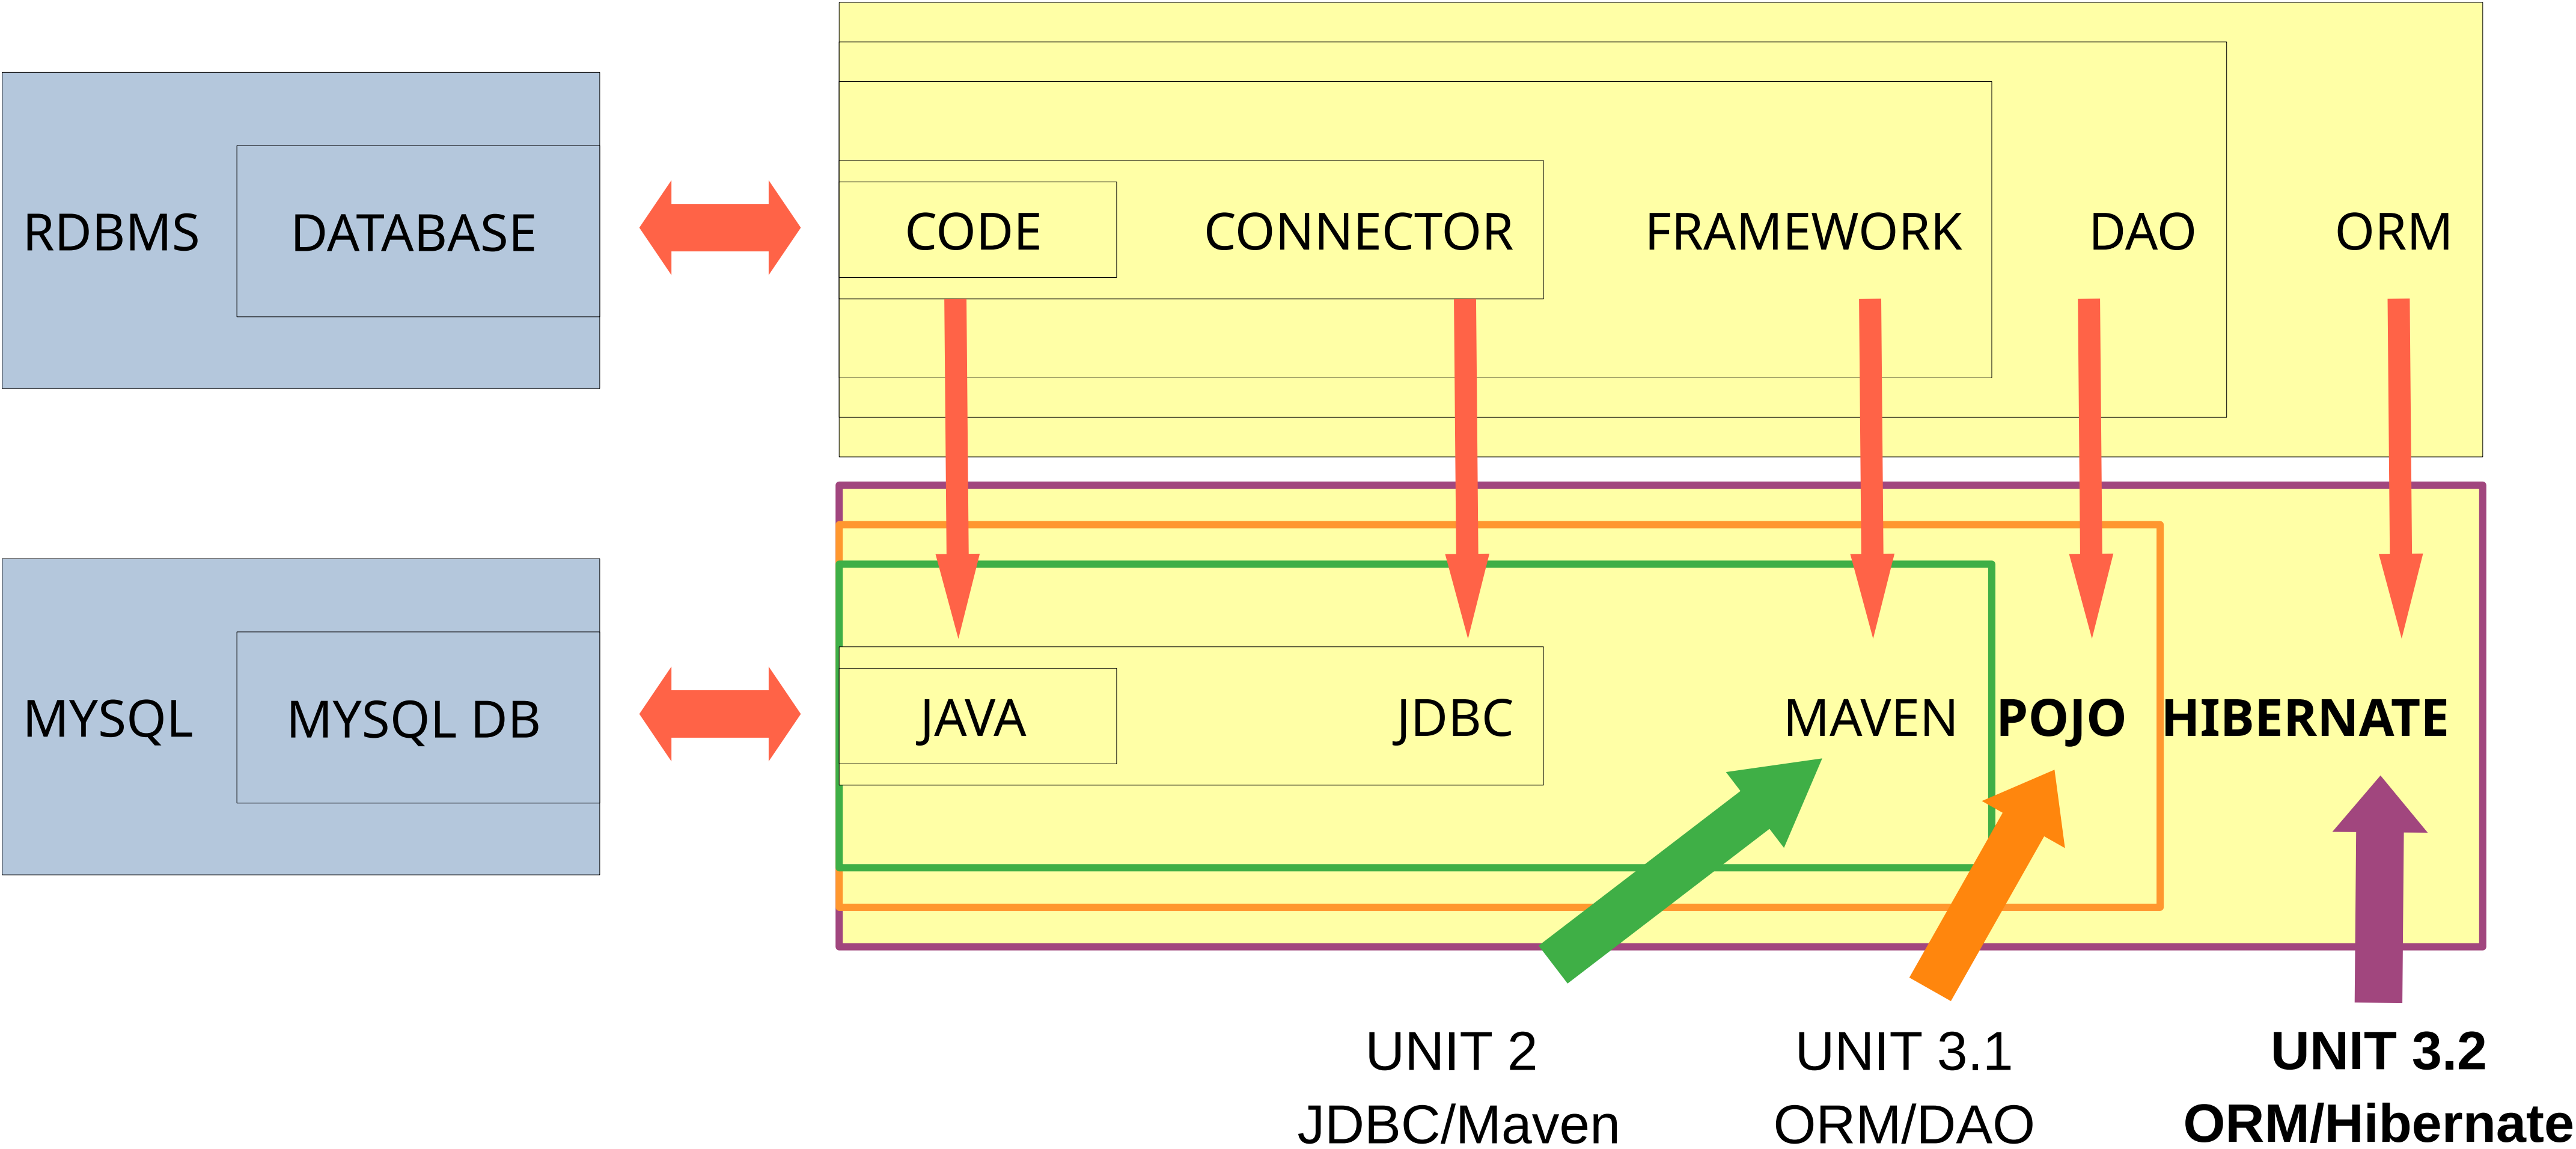 RDBMS
DATABASE
CODE
CONNECTOR
FRAMEWORK
DAO
ORM
MYSQL
MYSQL DB
JAVA
JDBC
MAVEN
POJO
HIBERNATE
UNIT 2
JDBC/Maven
UNIT 3.1
ORM/DAO
UNIT 3.2
ORM/Hibernate